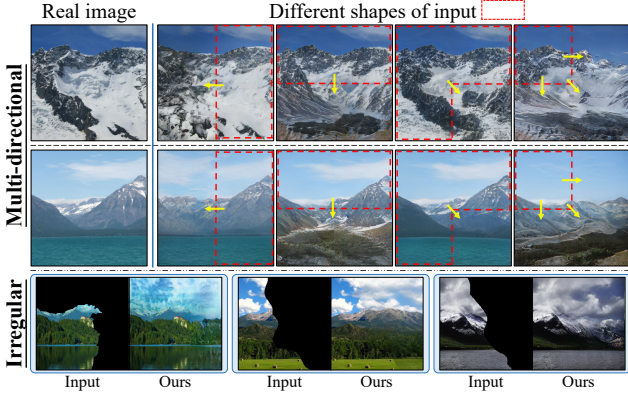 Real image
Different shapes of input
Multi-directional
Irregular
Input
Ours
Input
Ours
Input
Ours